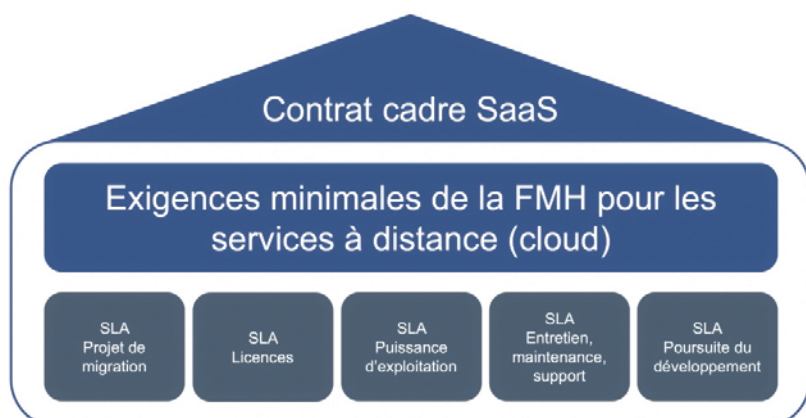 Contrat cadre SaaS
Exigences minimales de la FMH pour les
services à distance (cloud)
SLA
Projet de
migration
SLA
Licences
SLA
Puissance
d'exploitation
SLA
Entretien,
maintenance,
support
SLA
Poursuite du
développement